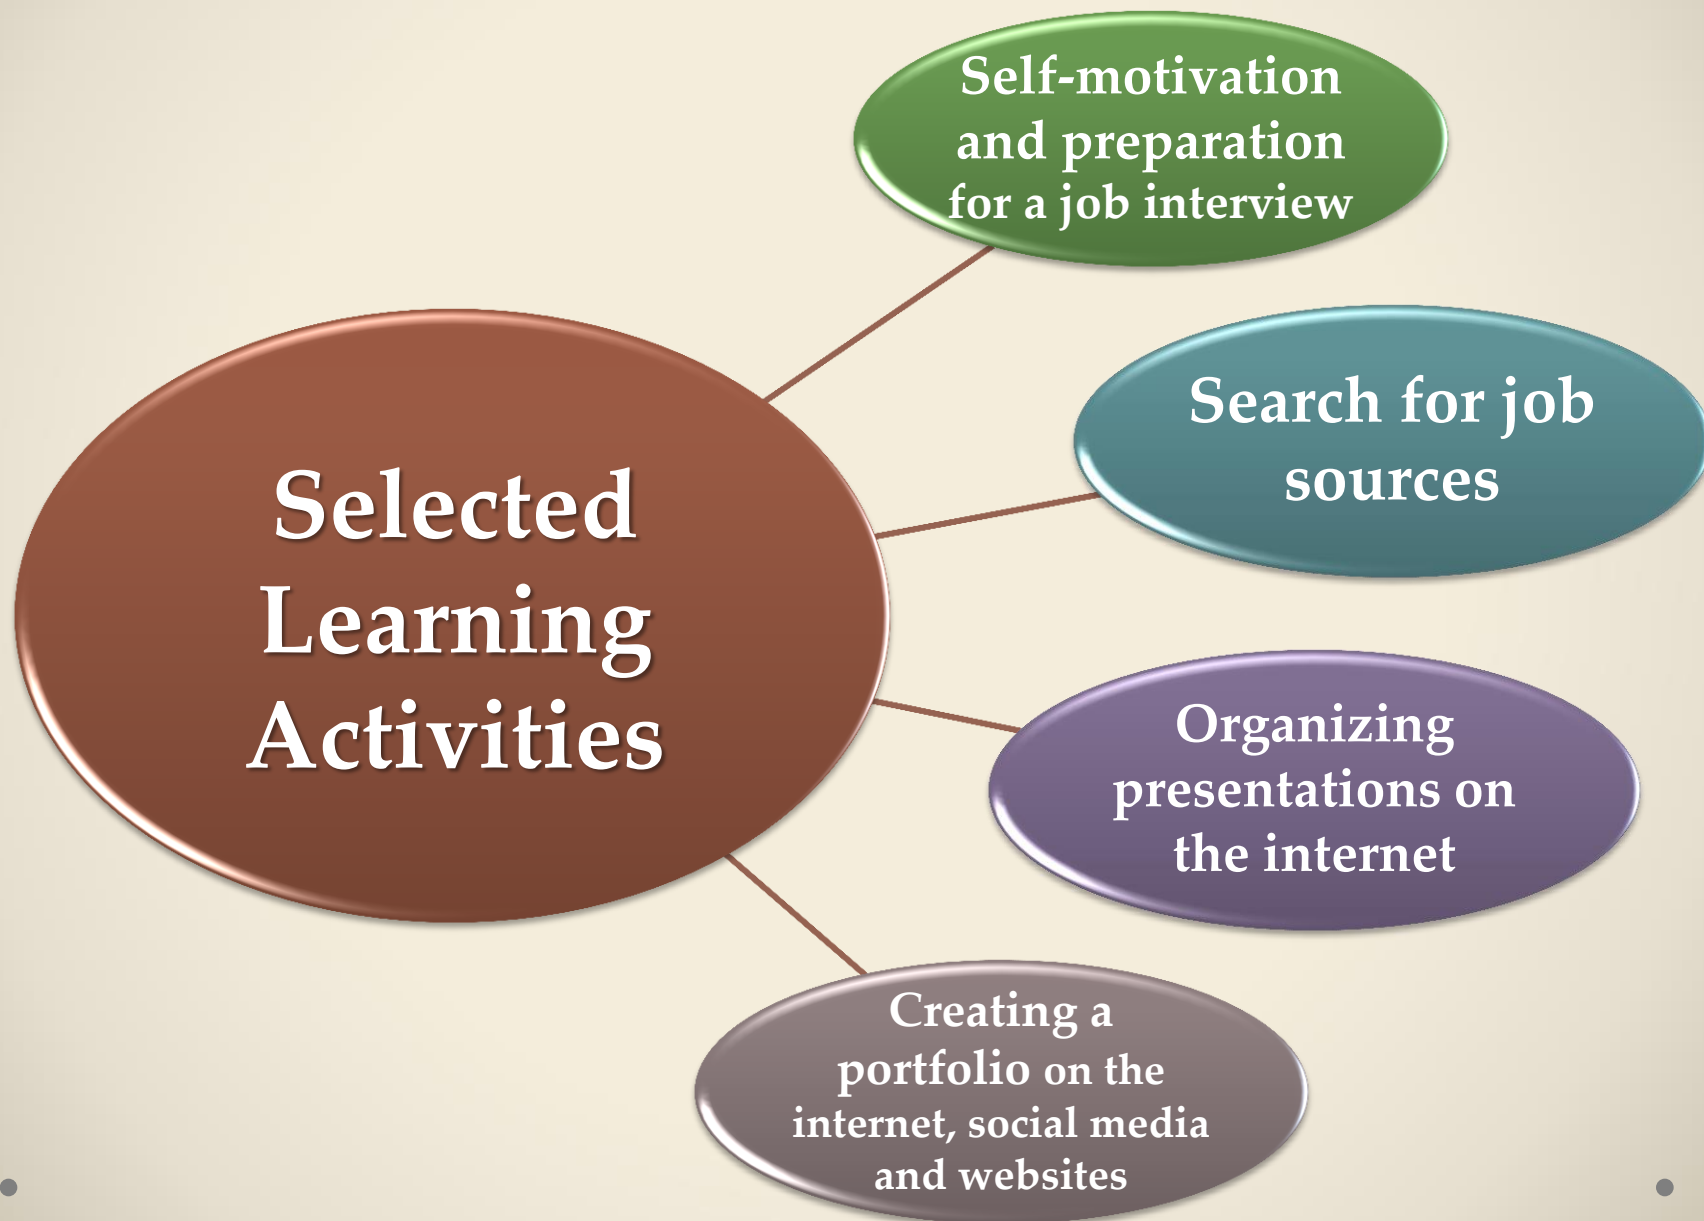 Selected
Learning
Activities
Self-motivation
and preparation
for a job interview
Search for job
sources
Organizing
presentations on
the internet
Creating a
portfolio on the
internet, social media
and websites